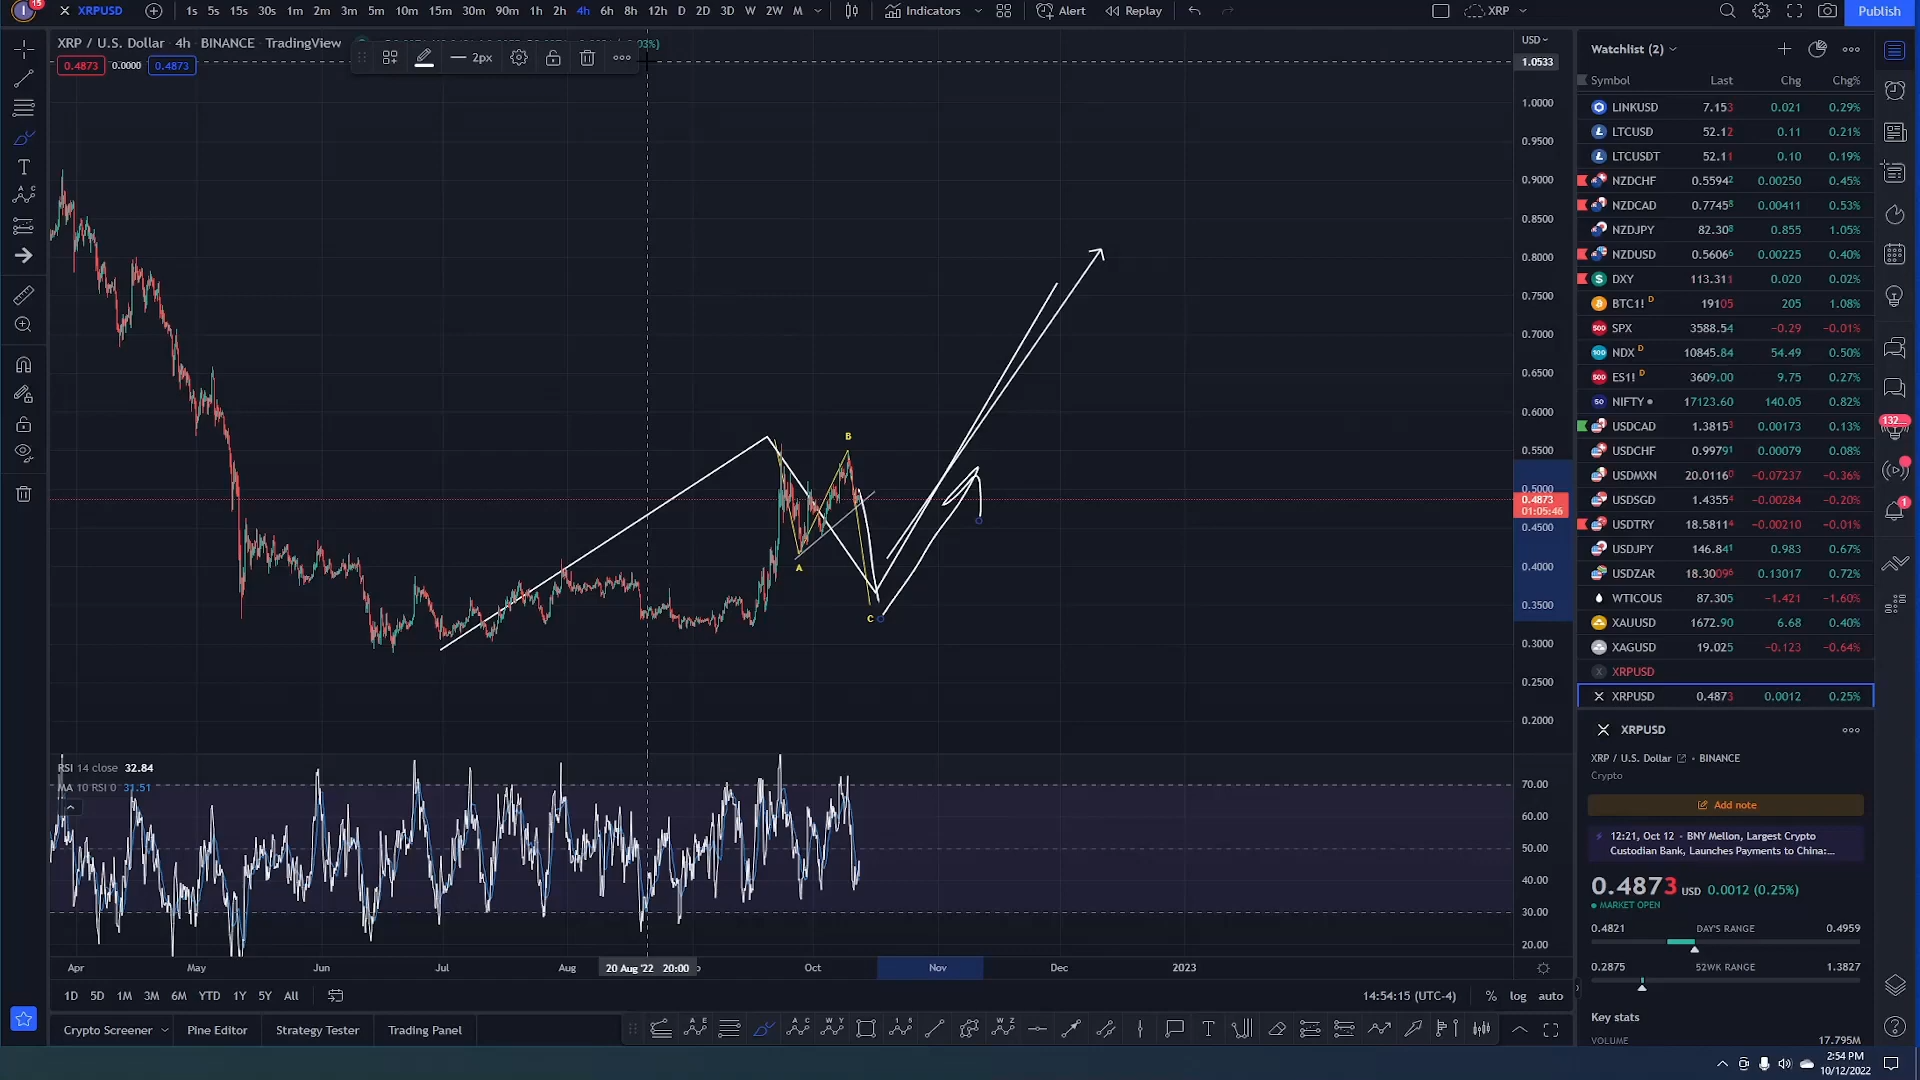 15
XRPUSD
1s 5s 15s 30s 1m 2m 3m 5m 10m 15m 30m 90m 1h 2h 4h 6h 8h 12h D 2D 3D W 2W M
Indicators
Alert
Replay
XRP
Publish
XRP / U.S. Dollar · 4h · BINANCE · TradingView
0.4873 0.0000 0.4873
2px
USD
1.0533
1.0000
0.9500
0.9000
0.8500
0.8000
0.7500
0.7000
0.6500
0.6000
0.5500
0.5000
0.4873
01:05:46
0.4500
0.4000
0.3500
0.3000
0.2500
0.2000
A
B
C
RSI 14 close 32.84
MA 10 RSI 0 31.51
70.00
60.00
50.00
40.00
30.00
20.00
Apr May Jun Jul Aug 20 Aug '22 20:00 Oct Nov Dec 2023
1D 5D 1M 3M 6M YTD 1Y 5Y All
14:54:15 (UTC-4) % log auto
Crypto Screener Pine Editor Strategy Tester Trading Panel
Watchlist (2)
Symbol Last Chg Chg%
LINKUSD 7.153 0.021 0.29%
LTCUSD 52.12 0.11 0.21%
LTCUSDT 52.11 0.10 0.19%
NZDCHF 0.55942 0.00250 0.45%
NZDCAD 0.77458 0.00411 0.53%
NZDJPY 82.308 0.855 1.05%
NZDUSD 0.56066 0.00225 0.40%
DXY 113.311 0.020 0.02%
BTC1! D 19105 205 1.08%
SPX 3588.54 −0.29 −0.01%
NDX D 10845.84 54.49 0.50%
ES1! D 3609.00 9.75 0.27%
NIFTY 17123.60 140.05 0.82%
USDCAD 1.38153 0.00173 0.13%
USDCHF 0.99791 0.00079 0.08%
USDMXN 20.01160 −0.07237 −0.36%
USDSGD 1.43554 −0.00284 −0.20%
USDTRY 18.58114 −0.00210 −0.01%
USDJPY 146.841 0.983 0.67%
USDZAR 18.30096 0.13017 0.72%
WTICOUS 87.305 −1.421 −1.60%
XAUUSD 1672.90 6.68 0.40%
XAGUSD 19.025 −0.123 −0.64%
XRPUSD
XRPUSD 0.4873 0.0012 0.25%
XRPUSD
XRP / U.S. Dollar • BINANCE
Crypto
Add note
12:21, Oct 12 · BNY Mellon, Largest Crypto
Custodian Bank, Launches Payments to China:...
0.4873 USD 0.0012 (0.25%)
MARKET OPEN
0.4821 DAY'S RANGE 0.4959
0.2875 52WK RANGE 1.3827
Key stats
VOLUME 17.795M
132...
1
2:54 PM
10/12/2022